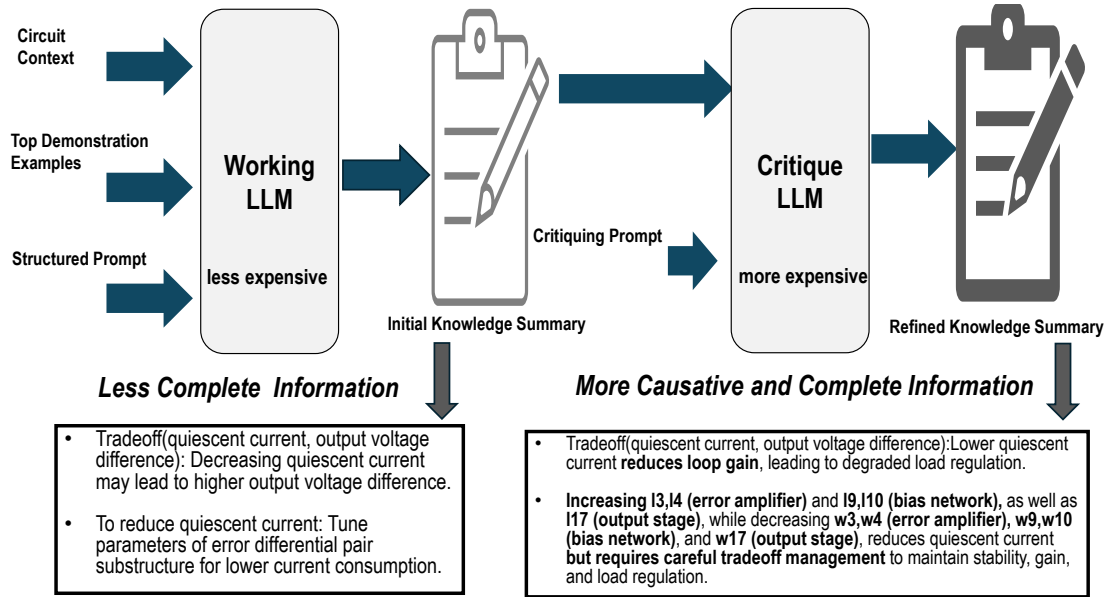 Circuit
Context
Top Demonstration
Examples
Structured Prompt
Working
LLM
less expensive
Initial Knowledge Summary
Critiquing Prompt
Critique
LLM
more expensive
Refined Knowledge Summary
Less Complete Information
• Tradeoff(quiescent current, output voltage
difference): Decreasing quiescent current
may lead to higher output voltage difference.
• To reduce quiescent current: Tune
parameters of error differential pair
substructure for lower current consumption.
More Causative and Complete Information
• Tradeoff(quiescent current, output voltage difference):Lower quiescent
current reduces loop gain, leading to degraded load regulation.
• Increasing l3,l4 (error amplifier) and l9,l10 (bias network), as well as
l17 (output stage), while decreasing w3,w4 (error amplifier), w9,w10
(bias network), and w17 (output stage), reduces quiescent current
but requires careful tradeoff management to maintain stability, gain,
and load regulation.